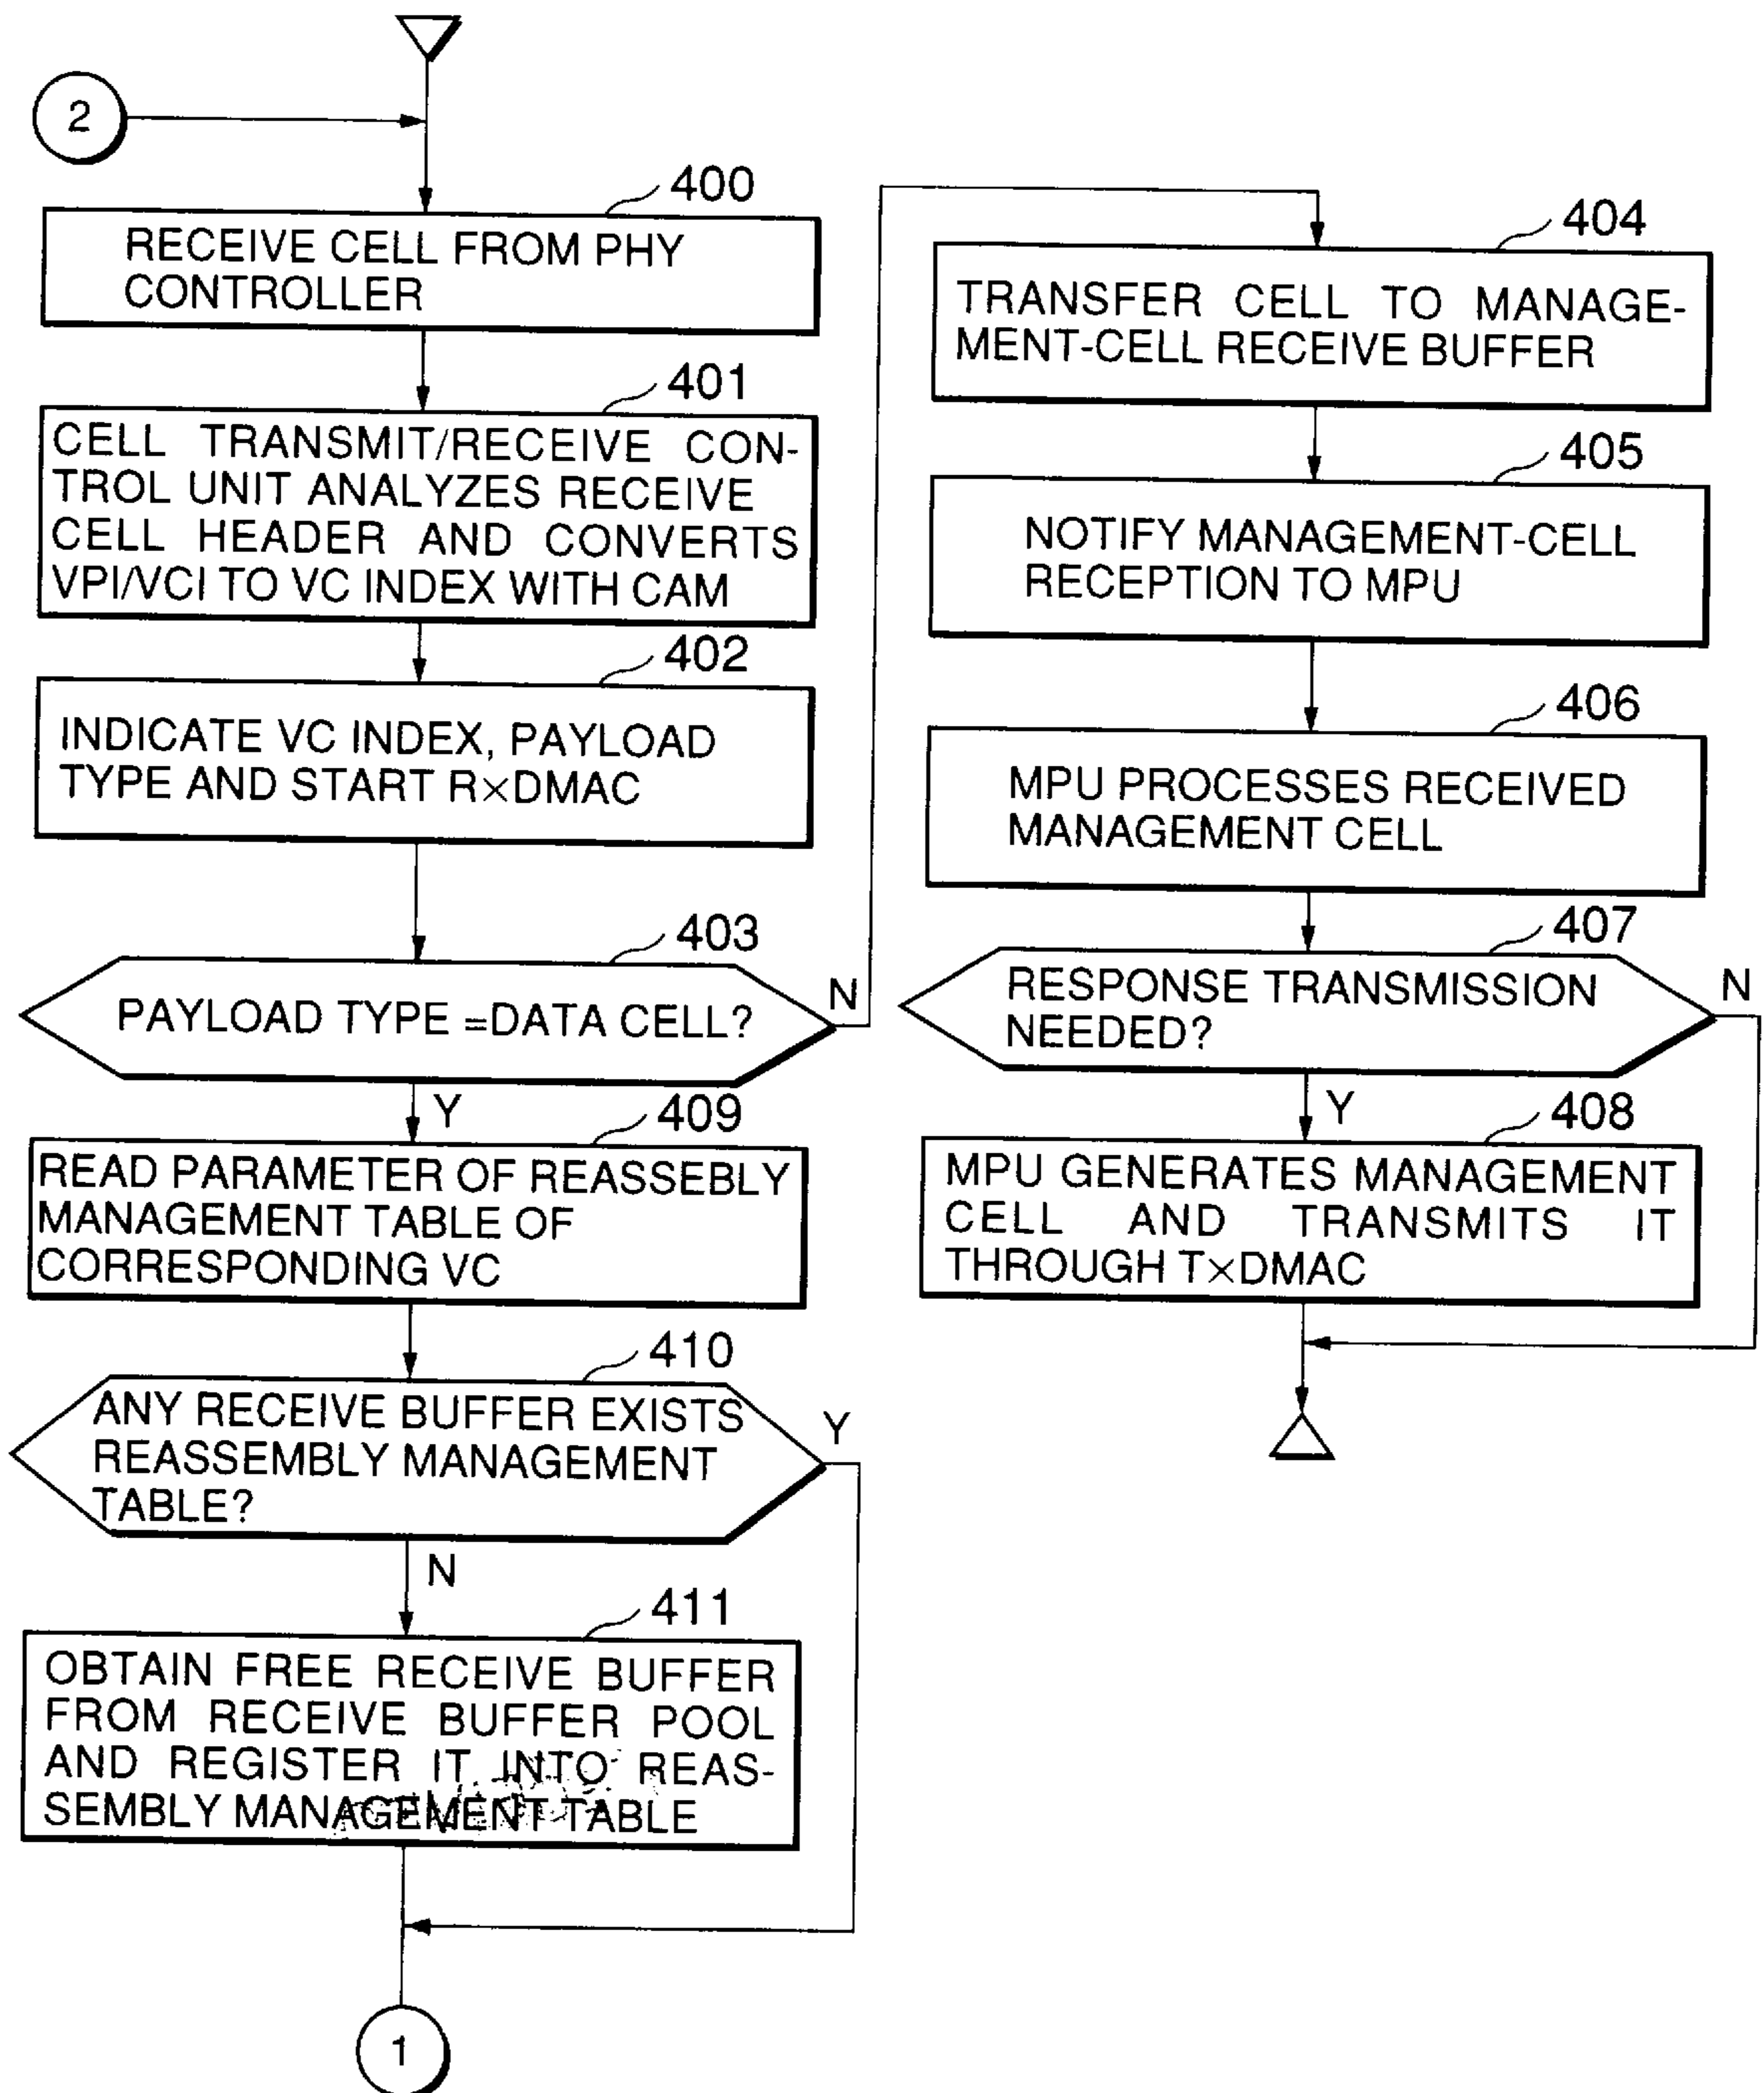 2
400
RECEIVE CELL FROM PHY
CONTROLLER
401
CELL TRANSMIT/RECEIVE CON-
TROL UNIT ANALYZES RECEIVE
CELL HEADER AND CONVERTS
VPI/VCI TO VC INDEX WITH CAM
402
INDICATE VC INDEX, PAYLOAD
TYPE AND START R×DMAC
403
PAYLOAD TYPE =DATA CELL?
N
Y
409
READ PARAMETER OF REASSEBLY
MANAGEMENT TABLE OF
CORRESPONDING VC
410
ANY RECEIVE BUFFER EXISTS
REASSEMBLY MANAGEMENT
TABLE?
Y
N
411
OBTAIN FREE RECEIVE BUFFER
FROM RECEIVE BUFFER POOL
AND REGISTER IT INTO REAS-
SEMBLY MANAGEMENT TABLE
1
404
TRANSFER CELL TO MANAGE-
MENT-CELL RECEIVE BUFFER
405
NOTIFY MANAGEMENT-CELL
RECEPTION TO MPU
406
MPU PROCESSES RECEIVED
MANAGEMENT CELL
407
RESPONSE TRANSMISSION
NEEDED?
N
Y
408
MPU GENERATES MANAGEMENT
CELL AND TRANSMITS IT
THROUGH T×DMAC